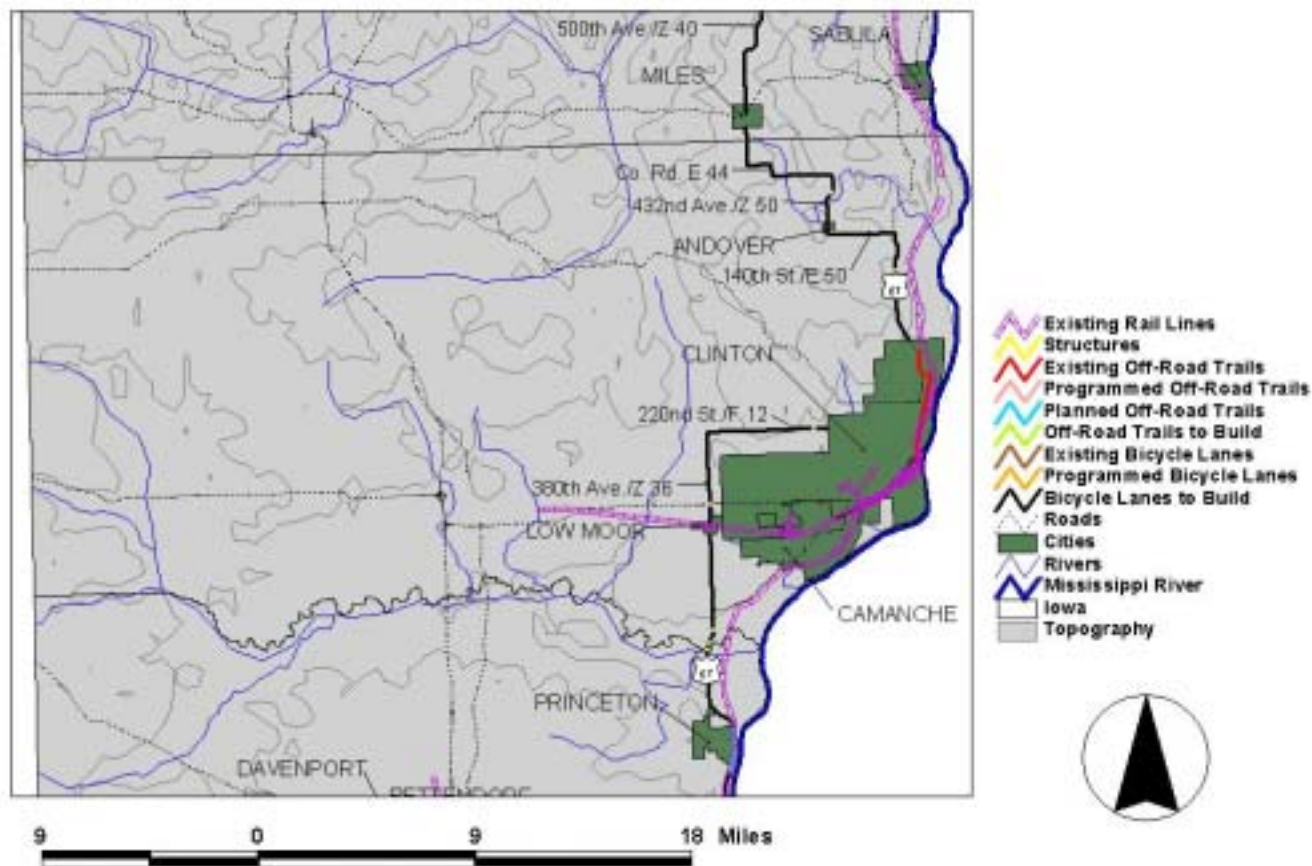 500th Ave./Z 40
SABULA
MILES
Co. Rd. E 44
432nd Ave./Z 50
ANDOVER
140th St./E 50
67
CLINTON
220nd St./F 12
380th Ave./Z 36
LOW MOOR
CAMANCHE
67
PRINCETON
DAVENPORT
BETTENDORF
Existing Rail Lines
Structures
Existing Off-Road Trails
Programmed Off-Road Trails
Planned Off-Road Trails
Off-Road Trails to Build
Existing Bicycle Lanes
Programmed Bicycle Lanes
Bicycle Lanes to Build
Roads
Cities
Rivers
Mississippi River
Iowa
Topography
9 0 9 18 Miles